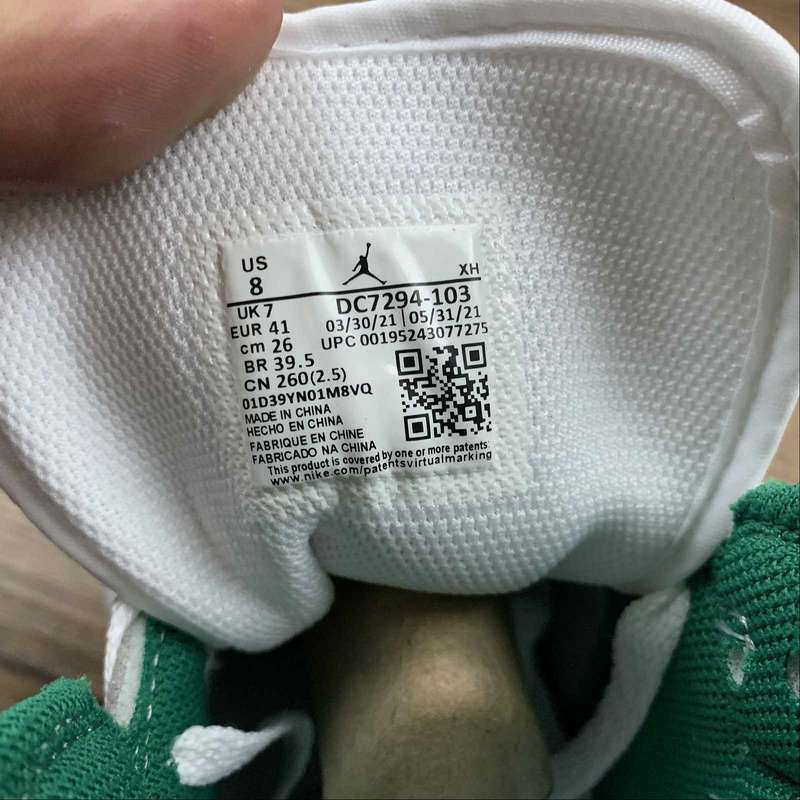 US
8
XH
UK 7
DC7294-103
EUR 41
03/30/21 | 05/31/21
cm 26
UPC 00195243077275
BR 39.5
CN 260(2.5)
01D39YN01M8VQ
MADE IN CHINA
HECHO EN CHINA
FABRIQUE EN CHINE
FABRICADO NA CHINA
This product is covered by one or more patents
www.nike.com/patentsvirtualmarking